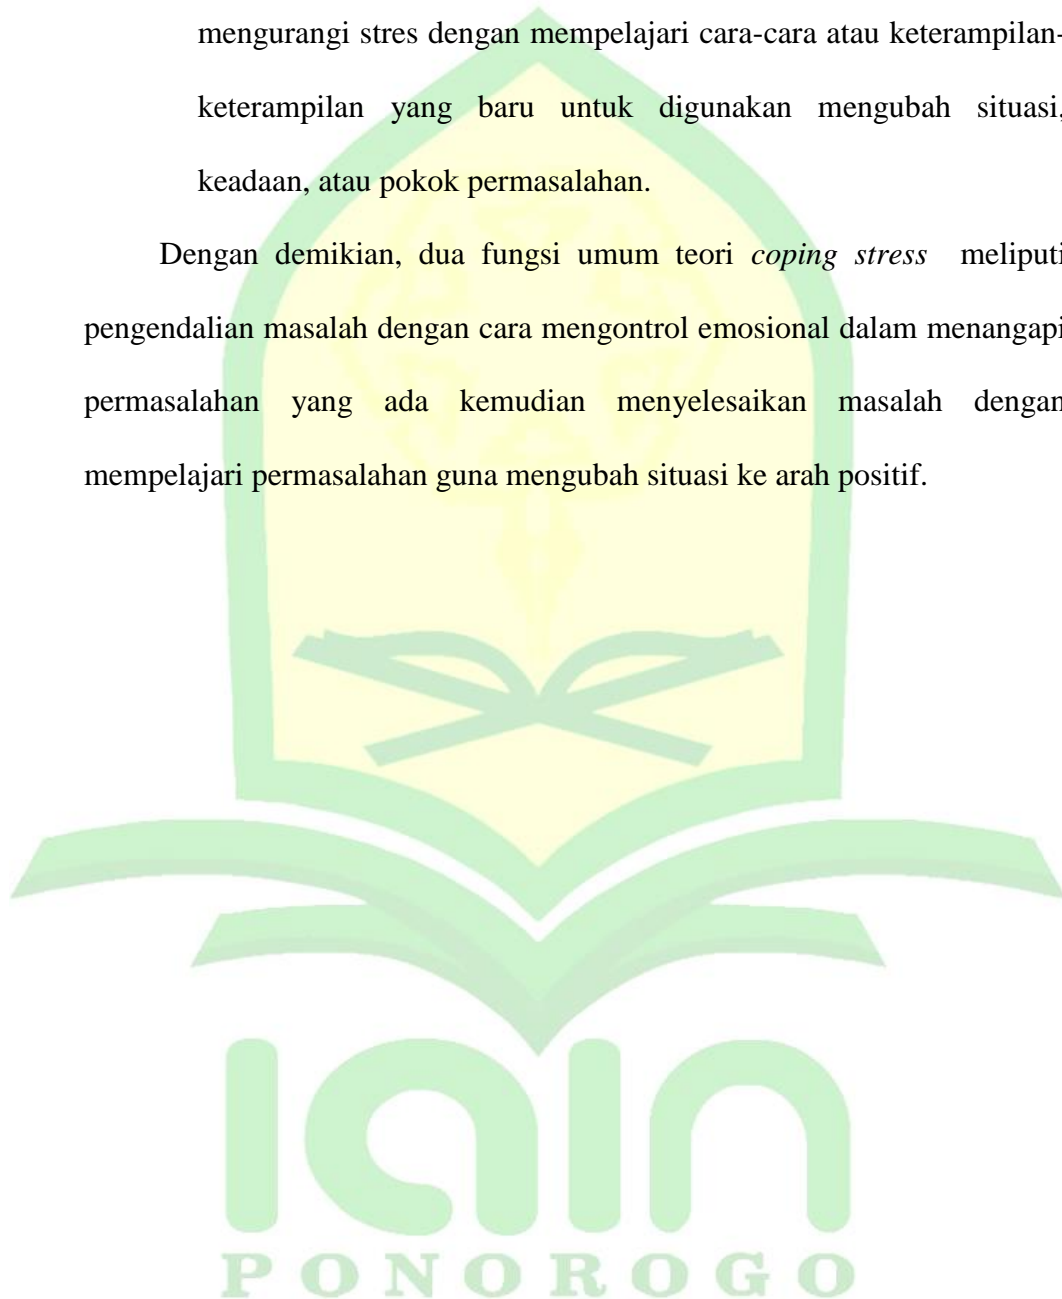 mengurangi stres dengan mempelajari cara-cara atau keterampilan-
keterampilan yang baru untuk digunakan mengubah situasi,
keadaan, atau pokok permasalahan.
Dengan demikian, dua fungsi umum teori coping stress meliputi
pengendalian masalah dengan cara mengontrol emosional dalam menangapi
permasalahan yang ada kemudian menyelesaikan masalah dengan
mempelajari permasalahan guna mengubah situasi ke arah positif.
iain
PONOROGO